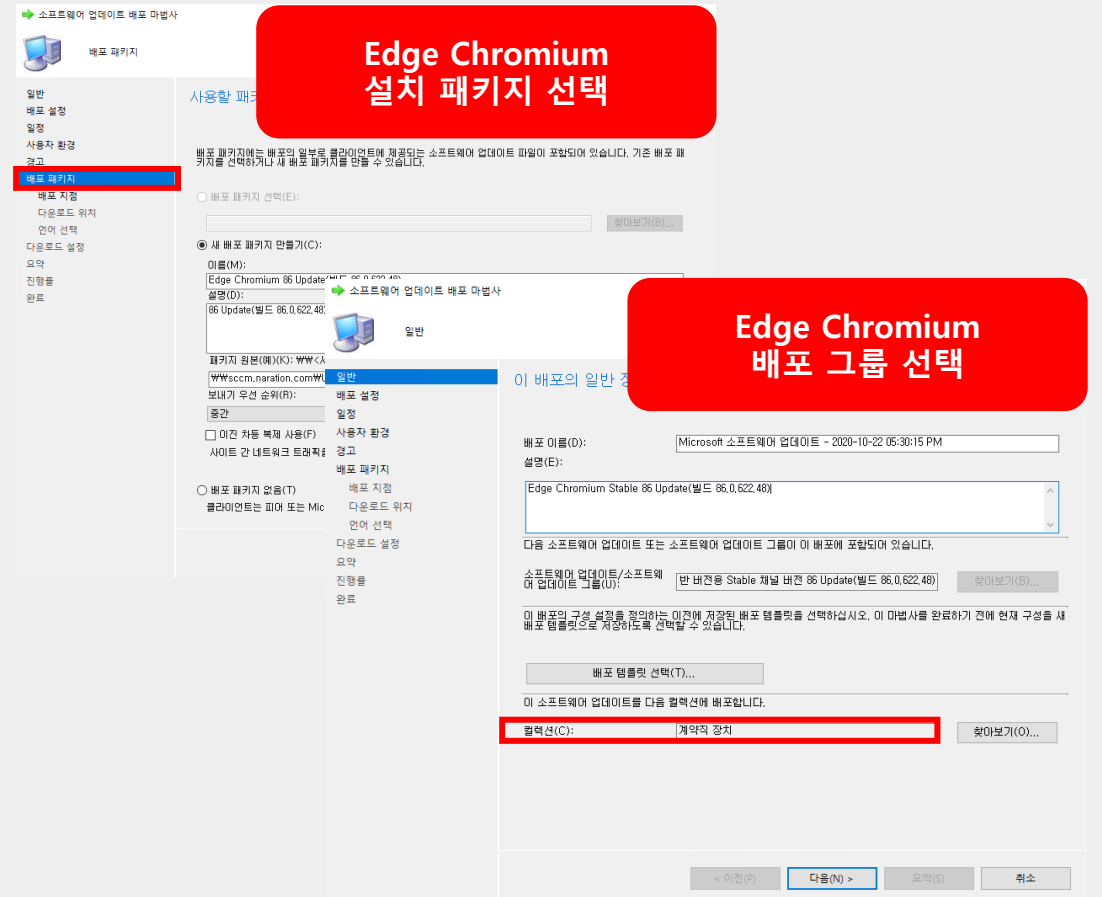 소프트웨어 업데이트 배포 마법사
배포 패키지
Edge Chromium
설치 패키지 선택
일반
배포 설정
일정
사용자 환경
경고
배포 패키지
배포 지점
다운로드 위치
언어 선택
다운로드 설정
요약
진행률
완료
사용할 패
배포 패키지에는 배포의 일부로 클라이언트에 제공되는 소프트웨어 업데이트 파일이 포함되어 있습니다. 기존 배포 패
키지를 선택하거나 새 배포 패키지를 만들 수 있습니다.
배포 패키지 선택(E):
찾아보기(B)...
새 배포 패키지 만들기(C):
이름(M):
Edge Chromium 86 Update(빌드 86.0.622.48)
설명(D):
86 Update(빌드 86.0.622.48)
패키지 원본(예)(K): ₩₩<서
₩₩sccm.naration.com₩U
보내기 우선 순위(R):
중간
이진 차등 복제 사용(F)
사이트 간 네트워크 트래픽을
배포 패키지 없음(T)
클라이언트는 피어 또는 Mic
소프트웨어 업데이트 배포 마법사
일반
Edge Chromium
배포 그룹 선택
일반
배포 설정
일정
사용자 환경
경고
배포 패키지
배포 지점
다운로드 위치
언어 선택
다운로드 설정
요약
진행률
완료
이 배포의 일반 정
배포 이름(D):
Microsoft 소프트웨어 업데이트 - 2020-10-22 05:30:15 PM
설명(E):
Edge Chromium Stable 86 Update(빌드 86.0.622.48)
다음 소프트웨어 업데이트 또는 소프트웨어 업데이트 그룹이 이 배포에 포함되어 있습니다.
소프트웨어 업데이트/소프트웨
어 업데이트 그룹(U):
반 버전용 Stable 채널 버전 86 Update(빌드 86.0.622.48)
찾아보기(B)...
이 배포의 구성 설정을 정의하는 이전에 저장된 배포 템플릿을 선택하십시오. 이 마법사를 완료하기 전에 현재 구성을 새
배포 템플릿으로 저장하도록 선택할 수 있습니다.
배포 템플릿 선택(T)...
이 소프트웨어 업데이트를 다음 컬렉션에 배포합니다.
컬렉션(C):
계약직 장치
찾아보기(O)...
< 이전(P)
다음(N) >
요약(S)
취소